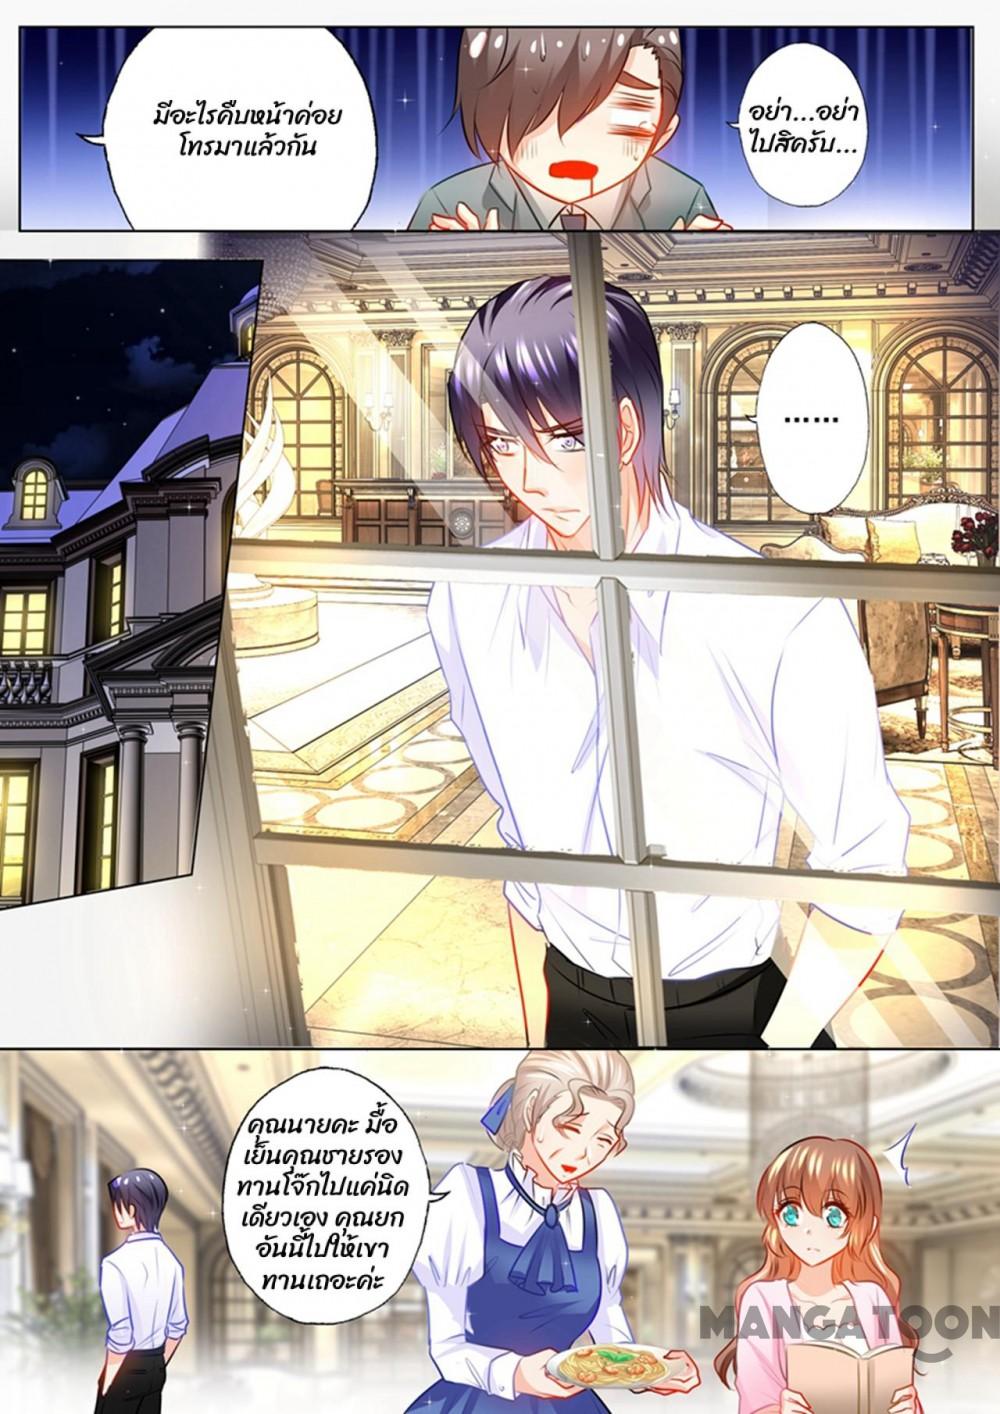 มีอะไรคืบหน้าค่อย
โทรมาแล้วกัน
อย่า...อย่า
ไปสิครับ...
......
คุณนายคะ มื้อ
เย็นคุณชายรอง
ทานโจ๊กไปแค่นิด
เดียวเอง คุณยก
อันนี้ไปให้เขา
ทานเถอะค่ะ
MANGATOON